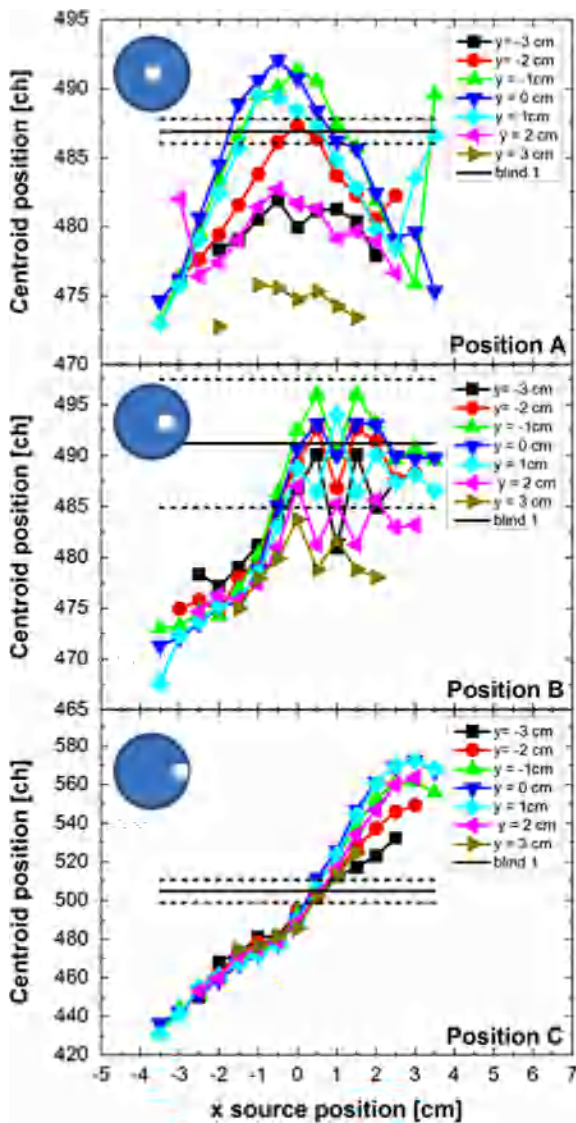 Centroid position [ch]
495
490
485
480
475
470
y= -3 cm
y= -2 cm
y= -1cm
y = 0 cm
y = 1cm
y = 2 cm
y = 3 cm
blind 1
Position A
Centroid position [ch]
495
490
485
480
475
470
465
y= -3 cm
y= -2 cm
y= -1cm
y = 0 cm
y = 1cm
y = 2 cm
y = 3 cm
blind 1
Position B
Centroid position [ch]
580
560
540
520
500
480
460
440
420
y= -3 cm
y= -2 cm
y= -1cm
y = 0 cm
y = 1cm
y = 2 cm
y = 3 cm
blind 1
Position C
-5 -4 -3 -2 -1 0 1 2 3 4 5 6 7
x source position [cm]